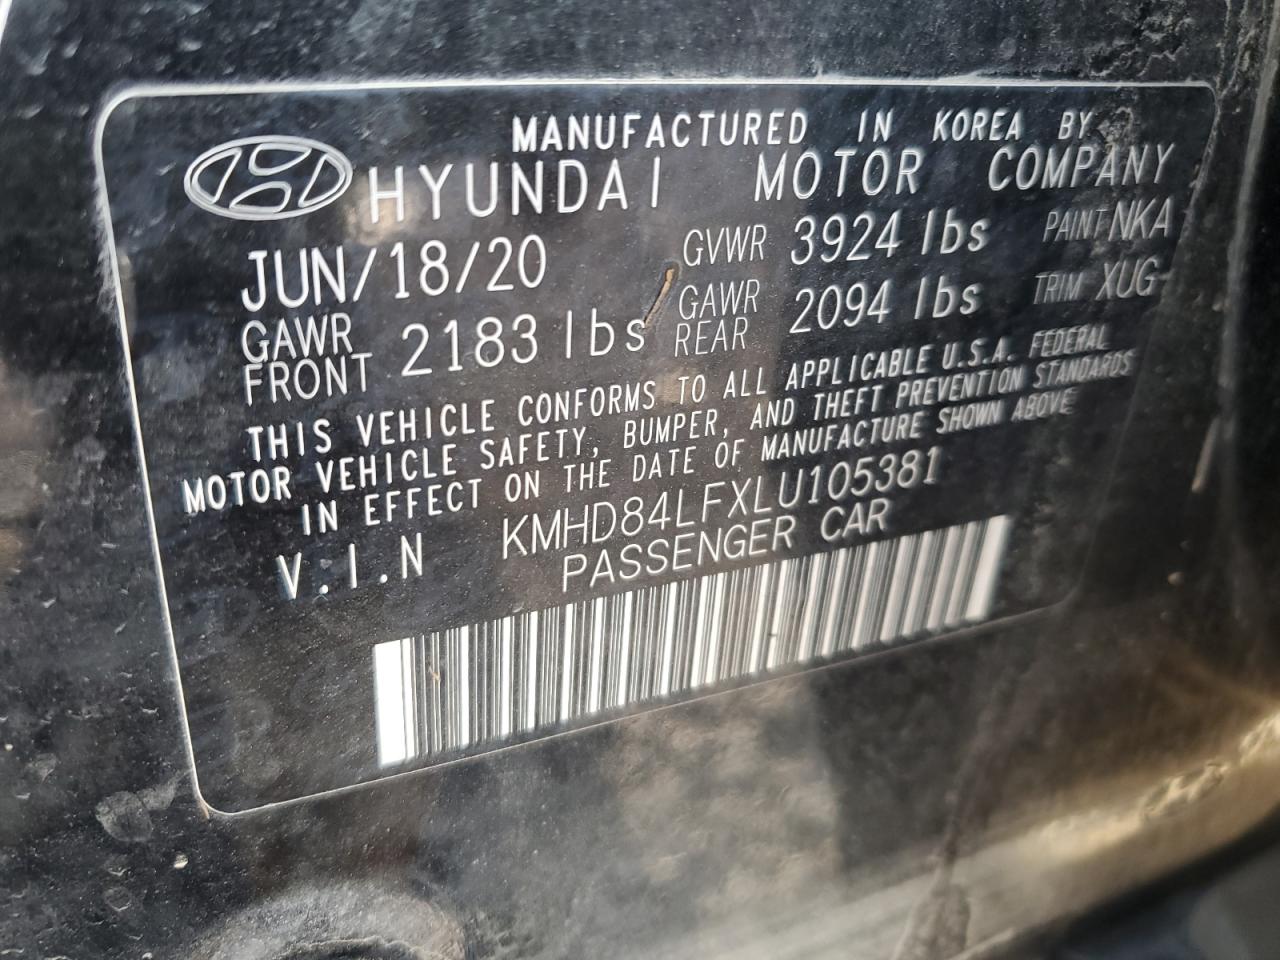 MANUFACTURED IN KOREA BY
HYUNDAI MOTOR COMPANY
JUN/18/20 GVWR 3924 lbs PAINT NKA
GAWR FRONT 2183 lbs GAWR REAR 2094 lbs TRIM XUG
THIS VEHICLE CONFORMS TO ALL APPLICABLE U.S.A. FEDERAL
MOTOR VEHICLE SAFETY, BUMPER, AND THEFT PREVENTION STANDARDS
IN EFFECT ON THE DATE OF MANUFACTURE SHOWN ABOVE
V.I.N KMHD84LFXLU105381
PASSENGER CAR